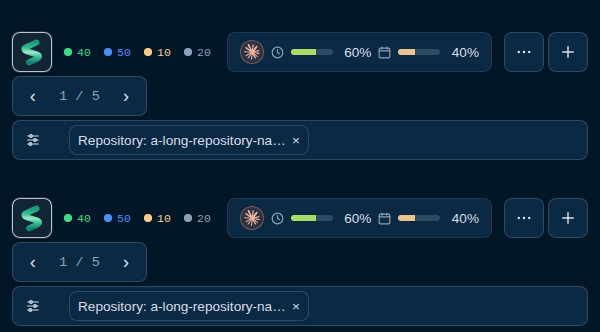 40 50 10 20 60% 40% ... +
‹ 1 / 5 ›
Repository: a-long-repository-na… ×
40 50 10 20 60% 40% ... +
‹ 1 / 5 ›
Repository: a-long-repository-na… ×